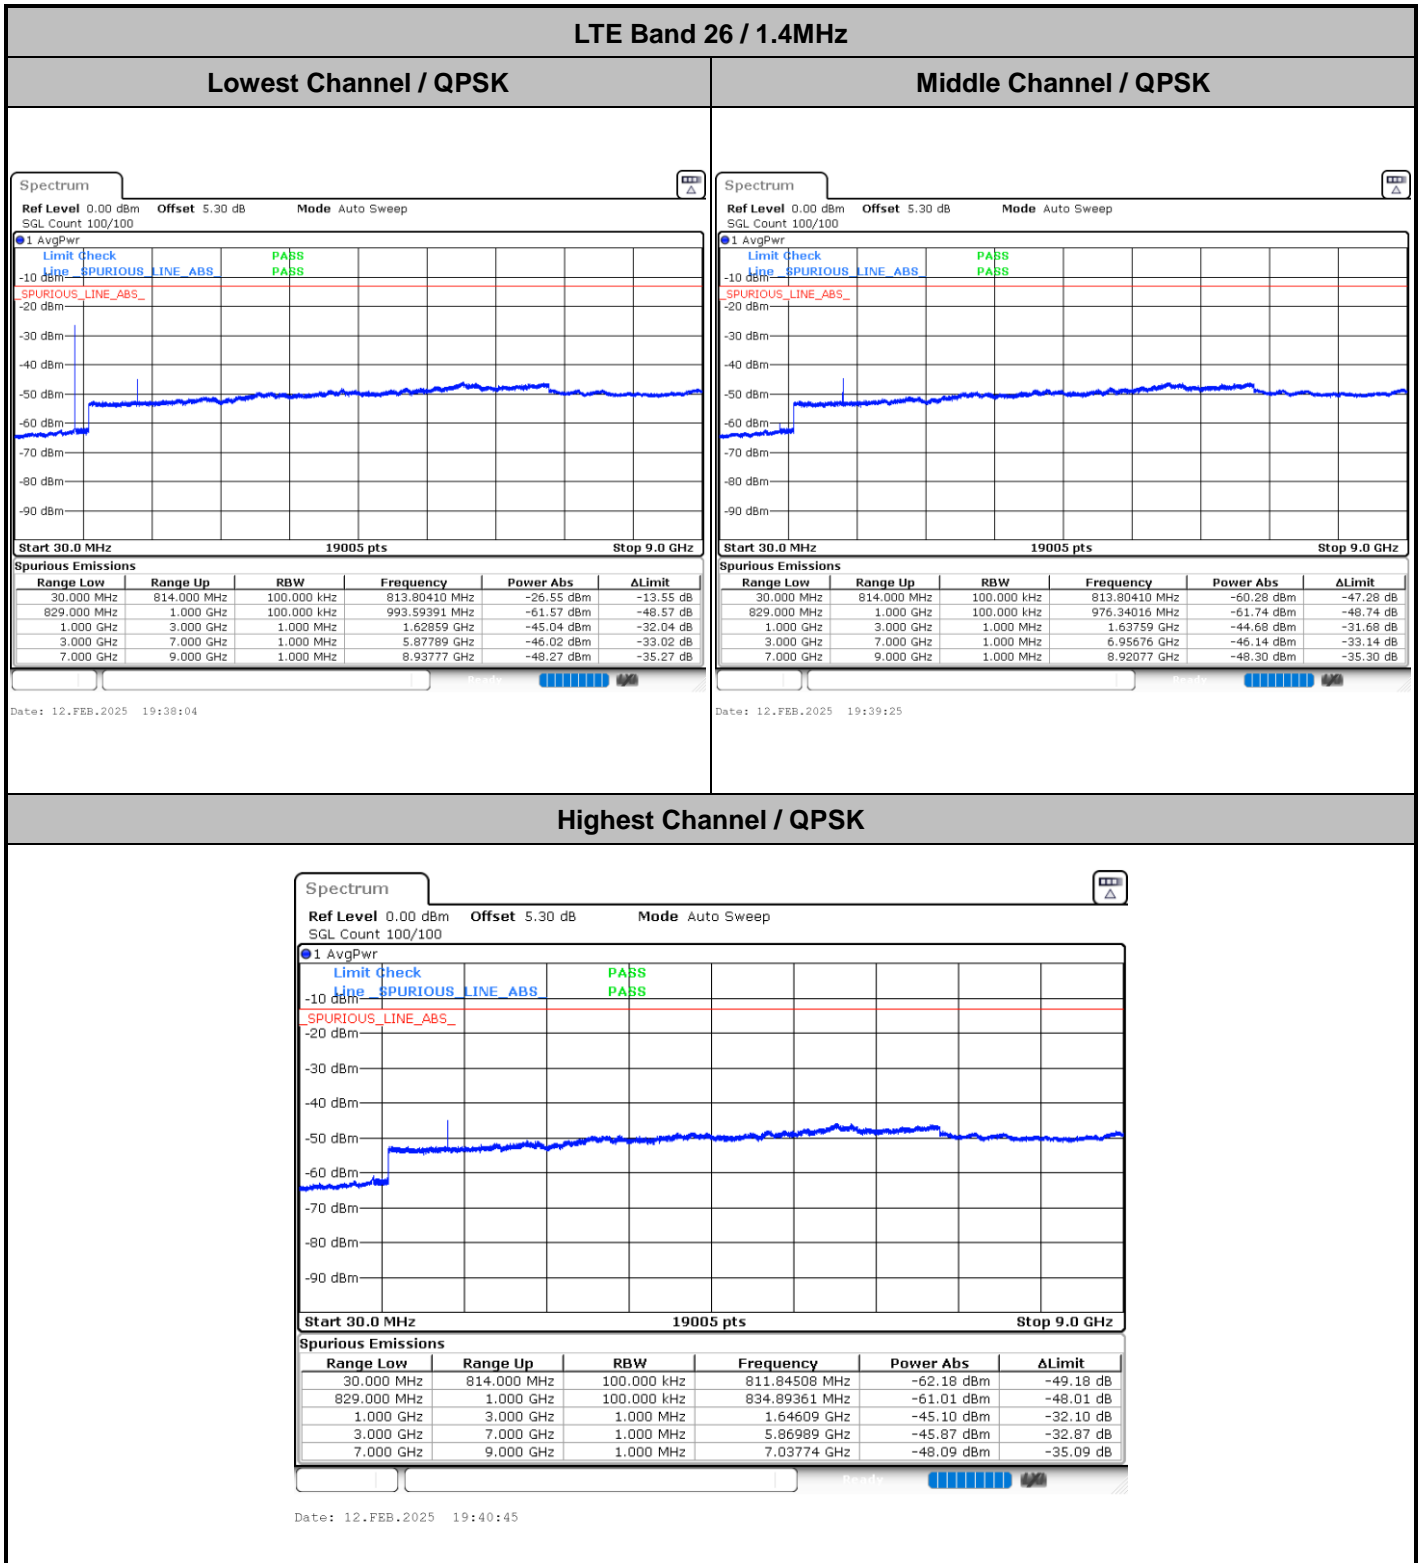 LTE Band 26 / 1.4MHz
Lowest Channel / QPSK
Middle Channel / QPSK
Spectrum
Ref Level 0.00 dBm Offset 5.30 dB Mode Auto Sweep
SGL Count 100/100
1 AvgPwr
Limit Check PASS
Line _SPURIOUS_LINE_ABS_ PASS
-10 dBm
_SPURIOUS_LINE_ABS_
-20 dBm
-30 dBm
-40 dBm
-50 dBm
-60 dBm
-70 dBm
-80 dBm
-90 dBm
Start 30.0 MHz 19005 pts Stop 9.0 GHz
Spurious Emissions
Range Low Range Up RBW Frequency Power Abs ΔLimit
30.000 MHz 814.000 MHz 100.000 kHz 813.80410 MHz -26.55 dBm -13.55 dB
829.000 MHz 1.000 GHz 100.000 kHz 993.59391 MHz -61.57 dBm -48.57 dB
1.000 GHz 3.000 GHz 1.000 MHz 1.62859 GHz -45.04 dBm -32.04 dB
3.000 GHz 7.000 GHz 1.000 MHz 5.87789 GHz -46.02 dBm -33.02 dB
7.000 GHz 9.000 GHz 1.000 MHz 8.93777 GHz -48.27 dBm -35.27 dB
Ready
Date: 12.FEB.2025 19:38:04
Spectrum
Ref Level 0.00 dBm Offset 5.30 dB Mode Auto Sweep
SGL Count 100/100
1 AvgPwr
Limit Check PASS
Line _SPURIOUS_LINE_ABS_ PASS
-10 dBm
_SPURIOUS_LINE_ABS_
-20 dBm
-30 dBm
-40 dBm
-50 dBm
-60 dBm
-70 dBm
-80 dBm
-90 dBm
Start 30.0 MHz 19005 pts Stop 9.0 GHz
Spurious Emissions
Range Low Range Up RBW Frequency Power Abs ΔLimit
30.000 MHz 814.000 MHz 100.000 kHz 813.80410 MHz -60.28 dBm -47.28 dB
829.000 MHz 1.000 GHz 100.000 kHz 976.34016 MHz -61.74 dBm -48.74 dB
1.000 GHz 3.000 GHz 1.000 MHz 1.63759 GHz -44.68 dBm -31.68 dB
3.000 GHz 7.000 GHz 1.000 MHz 6.95676 GHz -46.14 dBm -33.14 dB
7.000 GHz 9.000 GHz 1.000 MHz 8.92077 GHz -48.30 dBm -35.30 dB
Ready
Date: 12.FEB.2025 19:39:25
Highest Channel / QPSK
Spectrum
Ref Level 0.00 dBm Offset 5.30 dB Mode Auto Sweep
SGL Count 100/100
1 AvgPwr
Limit Check PASS
Line _SPURIOUS_LINE_ABS_ PASS
-10 dBm
_SPURIOUS_LINE_ABS_
-20 dBm
-30 dBm
-40 dBm
-50 dBm
-60 dBm
-70 dBm
-80 dBm
-90 dBm
Start 30.0 MHz 19005 pts Stop 9.0 GHz
Spurious Emissions
Range Low Range Up RBW Frequency Power Abs ΔLimit
30.000 MHz 814.000 MHz 100.000 kHz 811.84508 MHz -62.18 dBm -49.18 dB
829.000 MHz 1.000 GHz 100.000 kHz 834.89361 MHz -61.01 dBm -48.01 dB
1.000 GHz 3.000 GHz 1.000 MHz 1.64609 GHz -45.10 dBm -32.10 dB
3.000 GHz 7.000 GHz 1.000 MHz 5.86989 GHz -45.87 dBm -32.87 dB
7.000 GHz 9.000 GHz 1.000 MHz 7.03774 GHz -48.09 dBm -35.09 dB
Ready
Date: 12.FEB.2025 19:40:45